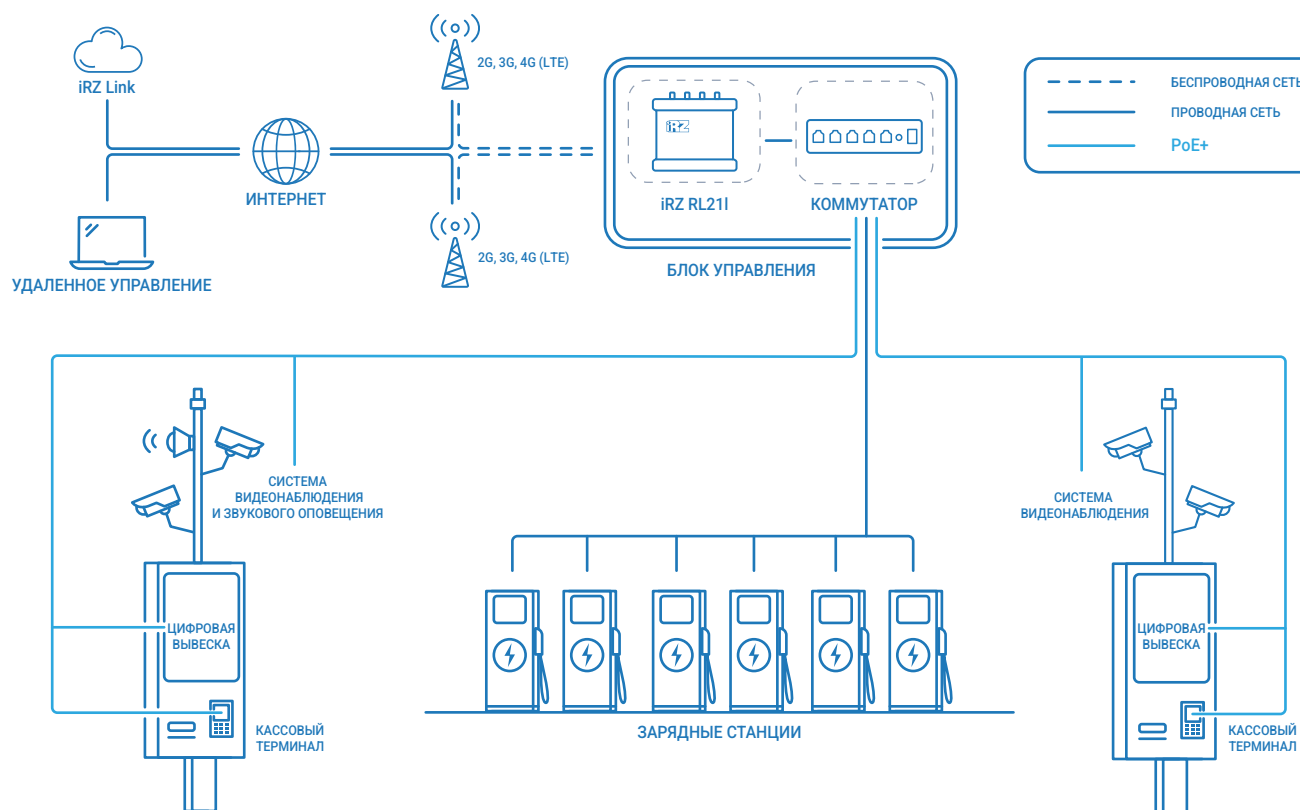 iRZ Link
2G, 3G, 4G (LTE)
ИНТЕРНЕТ
УДАЛЕННОЕ УПРАВЛЕНИЕ
2G, 3G, 4G (LTE)
iRZ
iRZ RL21l
КОММУТАТОР
БЛОК УПРАВЛЕНИЯ
БЕСПРОВОДНАЯ СЕТЬ
ПРОВОДНАЯ СЕТЬ
PoE+
СИСТЕМА
ВИДЕОНАБЛЮДЕНИЯ
И ЗВУКОВОГО ОПОВЕЩЕНИЯ
СИСТЕМА
ВИДЕОНАБЛЮДЕНИЯ
ЦИФРОВАЯ
ВЫВЕСКА
КАССОВЫЙ
ТЕРМИНАЛ
ЗАРЯДНЫЕ СТАНЦИИ
ЦИФРОВАЯ
ВЫВЕСКА
КАССОВЫЙ
ТЕРМИНАЛ